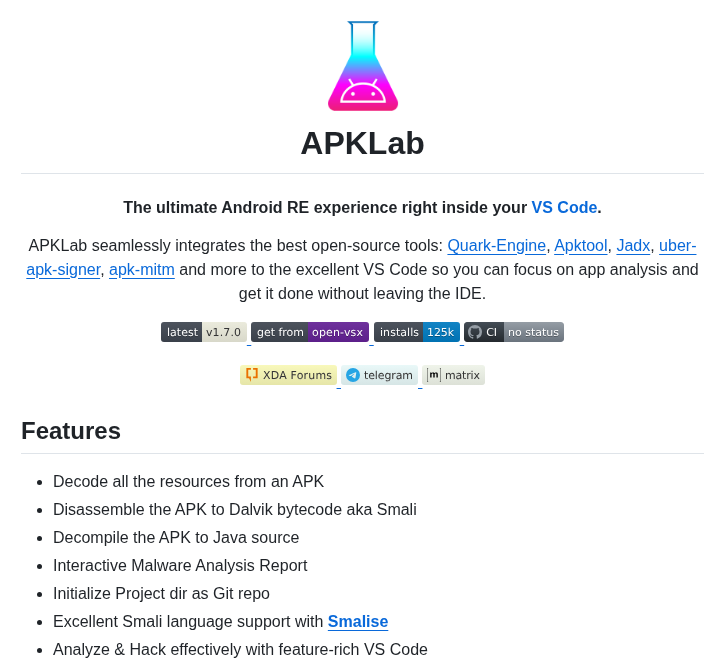 APKLab
The ultimate Android RE experience right inside your VS Code.
APKLab seamlessly integrates the best open-source tools: Quark-Engine, Apktool, Jadx, uber-
apk-signer, apk-mitm and more to the excellent VS Code so you can focus on app analysis and
get it done without leaving the IDE.
latest v1.7.0 get from open-vsx installs 125k CI no status
XDA Forums telegram [m] matrix
Features
• Decode all the resources from an APK
• Disassemble the APK to Dalvik bytecode aka Smali
• Decompile the APK to Java source
• Interactive Malware Analysis Report
• Initialize Project dir as Git repo
• Excellent Smali language support with Smalise
• Analyze & Hack effectively with feature-rich VS Code